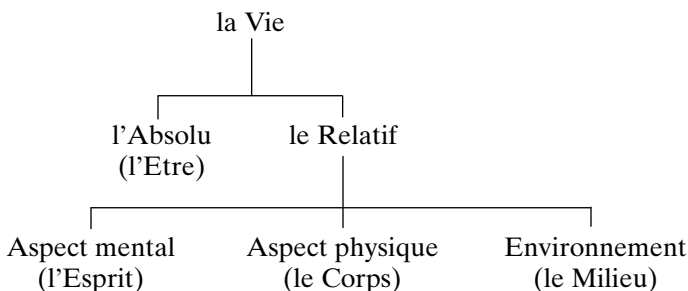 la Vie
l'Absolu le Relatif
(l'Etre)
Aspect mental Aspect physique Environnement
(l'Esprit) (le Corps) (le Milieu)